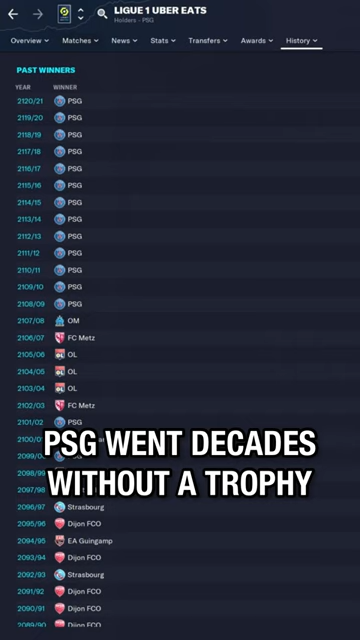 LIGUE 1 UBER EATS
Holders - PSG
Overview Matches News Stats Transfers Awards History
PAST WINNERS
YEAR WINNER
2120/21 PSG
2119/20 PSG
2118/19 PSG
2117/18 PSG
2116/17 PSG
2115/16 PSG
2114/15 PSG
2113/14 PSG
2112/13 PSG
2111/12 PSG
2110/11 PSG
2109/10 PSG
2108/09 PSG
2107/08 OM
2106/07 FC Metz
2105/06 OL
2104/05 OL
2103/04 OL
2102/03 FC Metz
2101/02 PSG
PSG WENT DECADES
WITHOUT A TROPHY
2096/97 Strasbourg
2095/96 Dijon FCO
2094/95 EA Guingamp
2093/94 Dijon FCO
2092/93 Strasbourg
2091/92 Dijon FCO
2090/91 Dijon FCO
2089/90 Dijon FCO